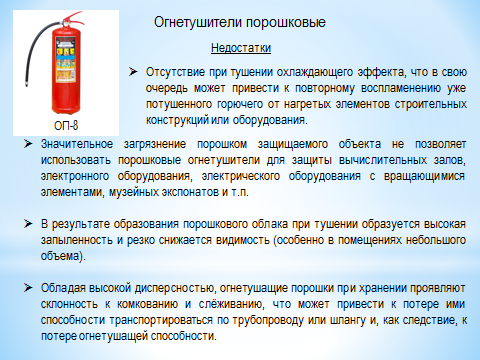 Огнетушители порошковые
Недостатки
Отсутствие при тушении охлаждающего эффекта, что в свою
очередь может привести к повторному воспламенению уже
потушенного горючего от нагретых элементов строительных
конструкций или оборудования.
ОП-8
Значительное загрязнение порошком защищаемого объекта не позволяет
использовать порошковые огнетушители для защиты вычислительных залов,
электронного оборудования, электрического оборудования с вращающимися
элементами, музейных экспонатов и т.п.
В результате образования порошкового облака при тушении образуется высокая
запыленность и резко снижается видимость (особенно в помещениях небольшого
объема).
Обладая высокой дисперсностью, огнетушащие порошки при хранении проявляют
склонность к комкованию и слёживанию, что может привести к потере ими
способности транспортироваться по трубопроводу или шлангу и, как следствие, к
потере огнетушащей способности.